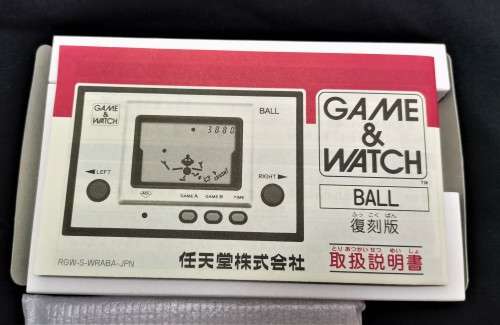 GAME
&
WATCH
BALL
3880
◀LEFT
RIGHT▶
GAME A
GAME B
TIME
GAME
&
WATCH
TM
BALL
ふっ こく ばん
復刻版
とり あつかい せつ めい しょ
取扱説明書
RGW-S-WRABA-JPN
任天堂株式会社